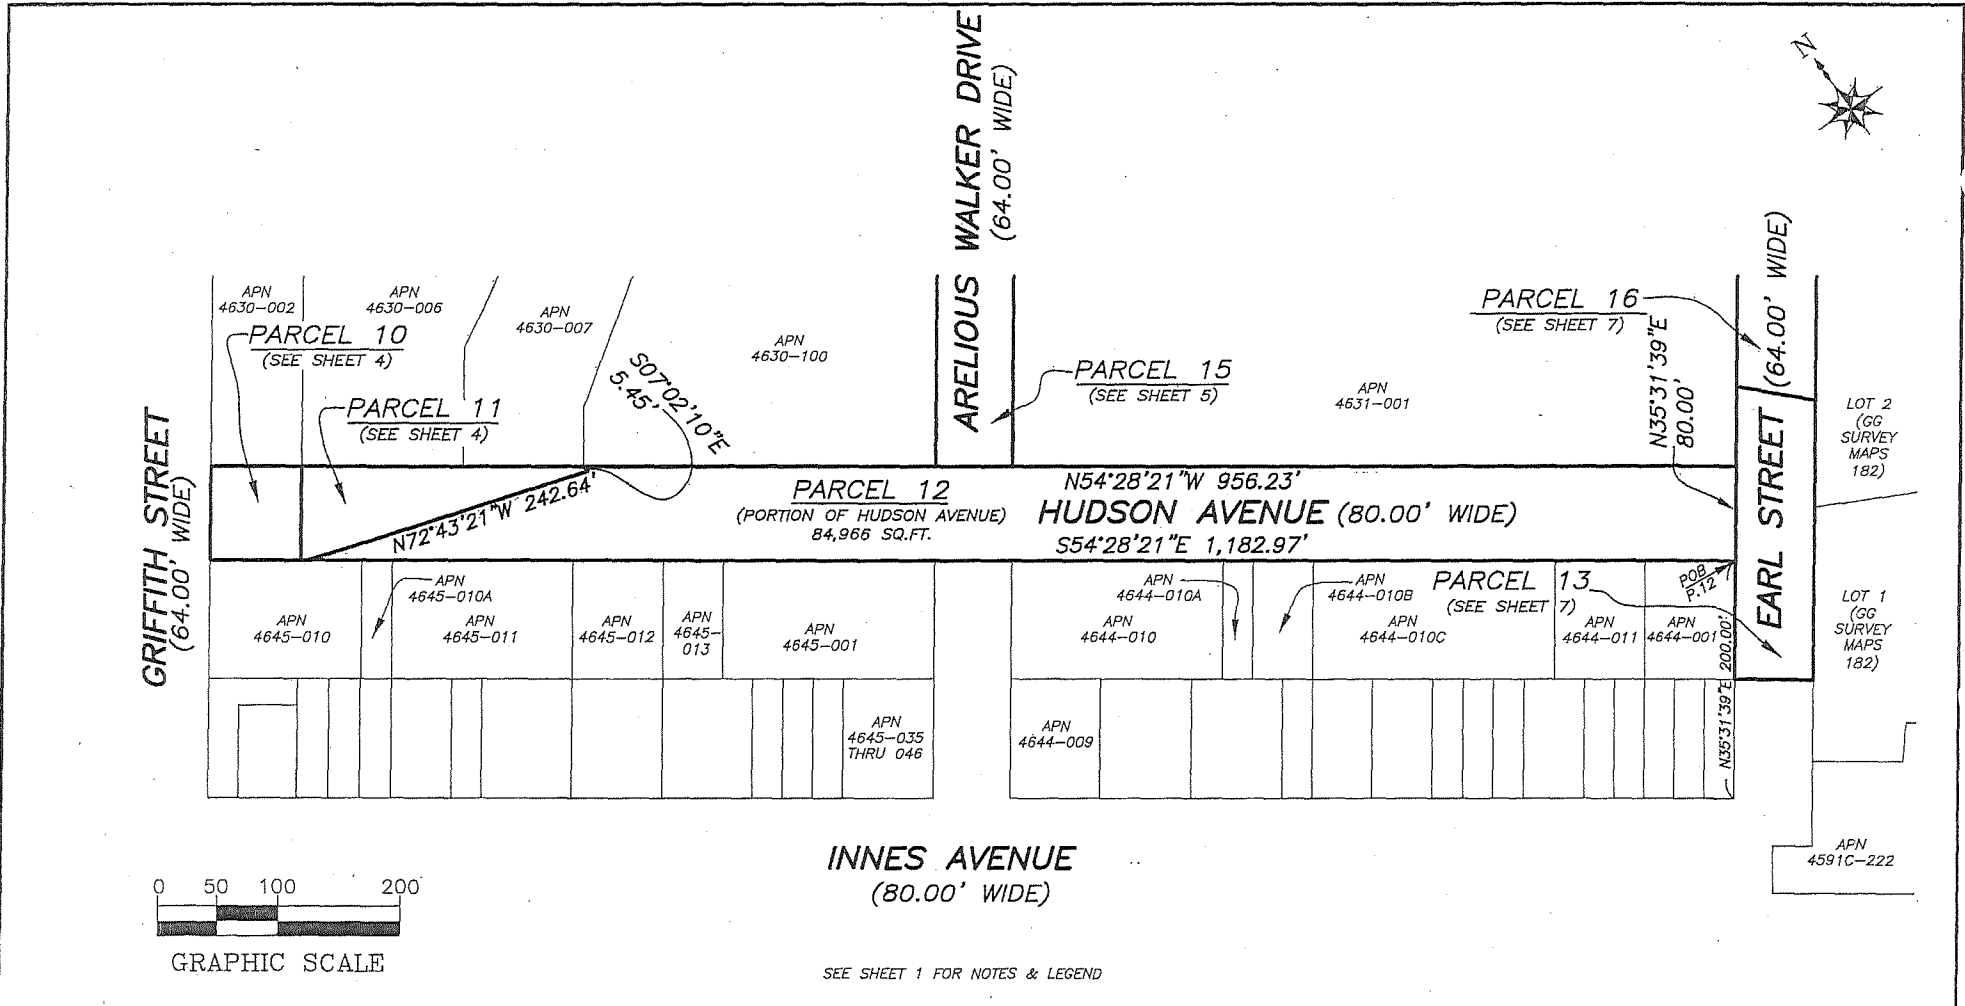 ARELIOUS WALKER DRIVE
(64.00' WIDE)
N
APN
4630-002
APN
4630-006
APN
4630-007
APN
4630-100
PARCEL 10
(SEE SHEET 4)
PARCEL 11
(SEE SHEET 4)
S07°02'10"E
5.45'
PARCEL 15
(SEE SHEET 5)
APN
4631-001
PARCEL 16
(SEE SHEET 7)
N35°31'39"E
80.00'
EARL STREET (64.00' WIDE)
LOT 2
(GG
SURVEY
MAPS
182)
GRIFFITH STREET
(64.00' WIDE)
N72°43'21"W 242.64'
PARCEL 12
(PORTION OF HUDSON AVENUE)
84,966 SQ.FT.
N54°28'21"W 956.23'
HUDSON AVENUE (80.00' WIDE)
S54°28'21"E 1,182.97'
APN
4645-010
APN
4645-010A
APN
4645-011
APN
4645-012
APN
4645-
013
APN
4645-001
APN
4644-010
APN
4644-010A
APN
4644-010B
APN
4644-010C
PARCEL 13
(SEE SHEET 7)
APN
4644-011
APN
4644-001
POB
P.12
N35°31'39"E 200.00'
LOT 1
(GG
SURVEY
MAPS
182)
APN
4645-035
THRU 046
APN
4644-009
APN
4591C-222
INNES AVENUE
(80.00' WIDE)
0 50 100 200
GRAPHIC SCALE
SEE SHEET 1 FOR NOTES & LEGEND